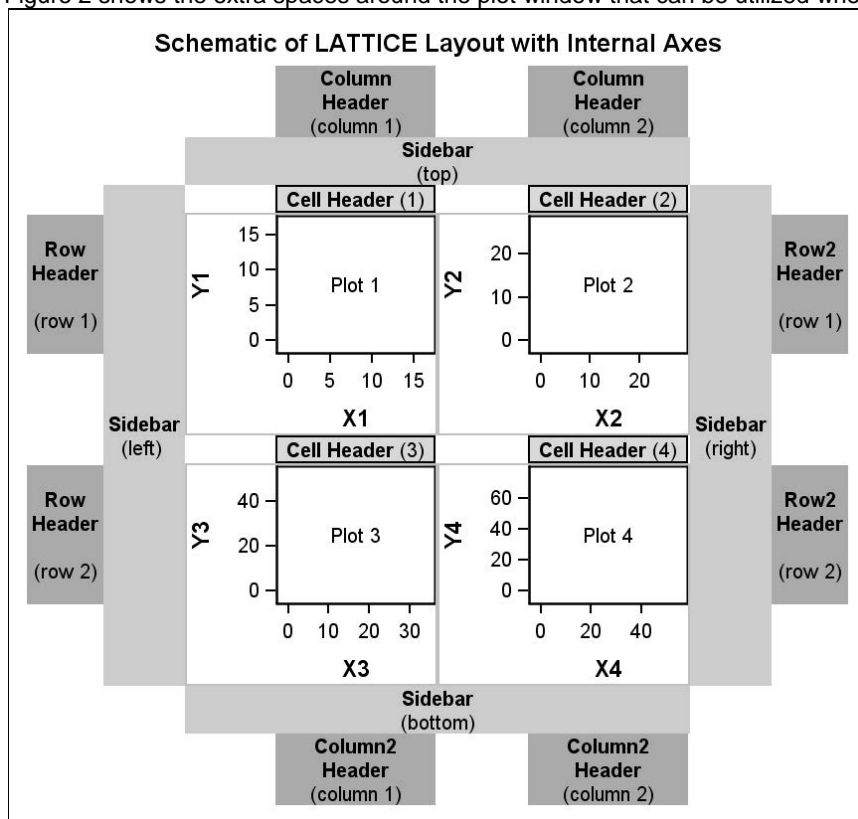 Figure 2 shows the extra spaces around the plot window that can be utilized whe
Schematic of LATTICE Layout with Internal Axes
Column
Header
(column 1)
Column
Header
(column 2)
Sidebar
(top)
Cell Header (1)
Cell Header (2)
Row
Header
(row 1)
Y1
15
10
5
0
Plot 1
0 5 10 15
X1
Y2
20
10
0
Plot 2
0 10 20
X2
Row2
Header
(row 1)
Sidebar
(left)
Sidebar
(right)
Cell Header (3)
Cell Header (4)
Row
Header
(row 2)
Y3
40
20
0
Plot 3
0 10 20 30
X3
Y4
60
40
20
0
Plot 4
0 20 40
X4
Row2
Header
(row 2)
Sidebar
(bottom)
Column2
Header
(column 1)
Column2
Header
(column 2)